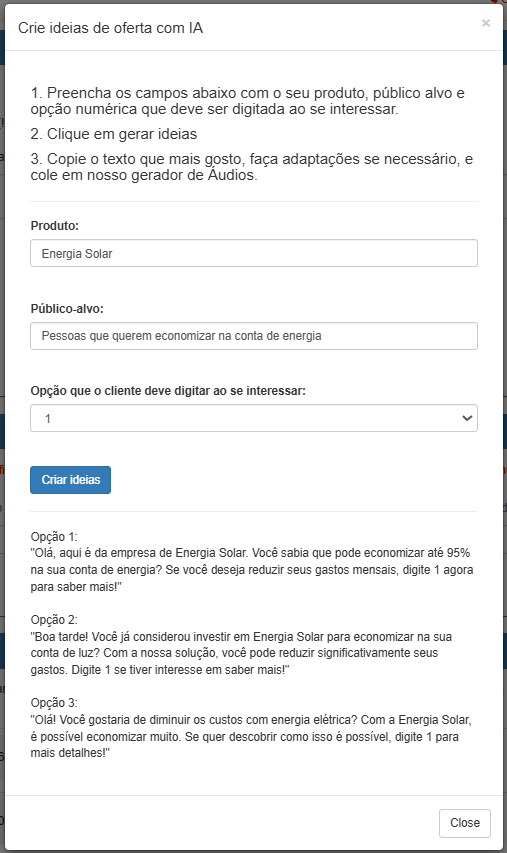 Crie ideias de oferta com IA
×
1. Preencha os campos abaixo com o seu produto, público alvo e
opção numérica que deve ser digitada ao se interessar.
2. Clique em gerar ideias
3. Copie o texto que mais gosto, faça adaptações se necessário, e
cole em nosso gerador de Áudios.
Produto:
Energia Solar
Público-alvo:
Pessoas que querem economizar na conta de energia
Opção que o cliente deve digitar ao se interessar:
1
Criar ideias
Opção 1:
"Olá, aqui é da empresa de Energia Solar. Você sabia que pode economizar até 95%
na sua conta de energia? Se você deseja reduzir seus gastos mensais, digite 1 agora
para saber mais!"
Opção 2:
"Boa tarde! Você já considerou investir em Energia Solar para economizar na sua
conta de luz? Com a nossa solução, você pode reduzir significativamente seus
gastos. Digite 1 se tiver interesse em saber mais!"
Opção 3:
"Olá! Você gostaria de diminuir os custos com energia elétrica? Com a Energia Solar,
é possível economizar muito. Se quer descobrir como isso é possível, digite 1 para
mais detalhes!"
Close